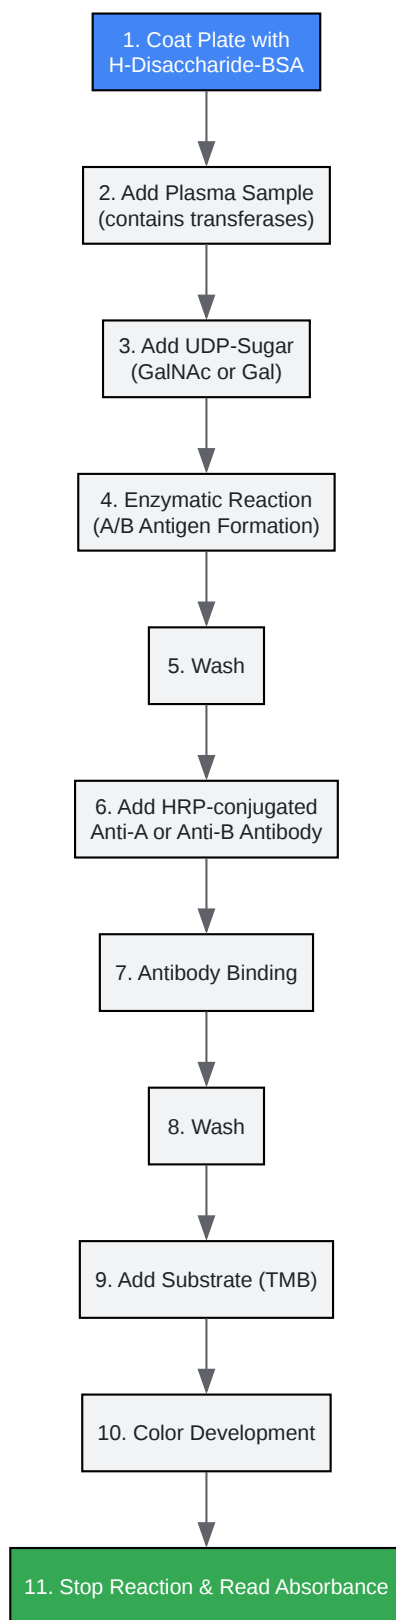 1. Coat Plate with
H-Disaccharide-BSA
2. Add Plasma Sample
(contains transferases)
3. Add UDP-Sugar
(GalNAc or Gal)
4. Enzymatic Reaction
(A/B Antigen Formation)
5. Wash
6. Add HRP-conjugated
Anti-A or Anti-B Antibody
7. Antibody Binding
8. Wash
9. Add Substrate (TMB)
10. Color Development
11. Stop Reaction & Read Absorbance